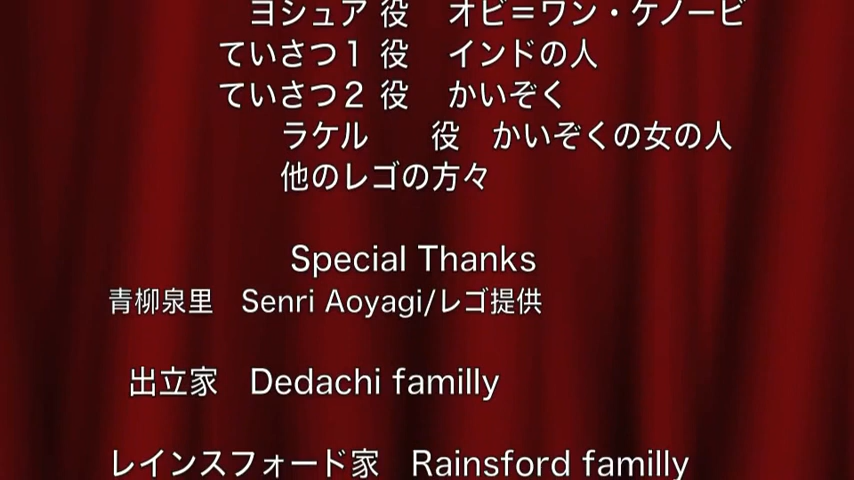 ヨシュア 役　オビ＝ワン・ケノービ
ていさつ１ 役　インドの人
ていさつ２ 役　かいぞく
ラケル　　役　かいぞくの女の人
他のレゴの方々
Special Thanks
青柳泉里　Senri Aoyagi/レゴ提供
出立家　Dedachi familly
レインスフォード家　Rainsford familly